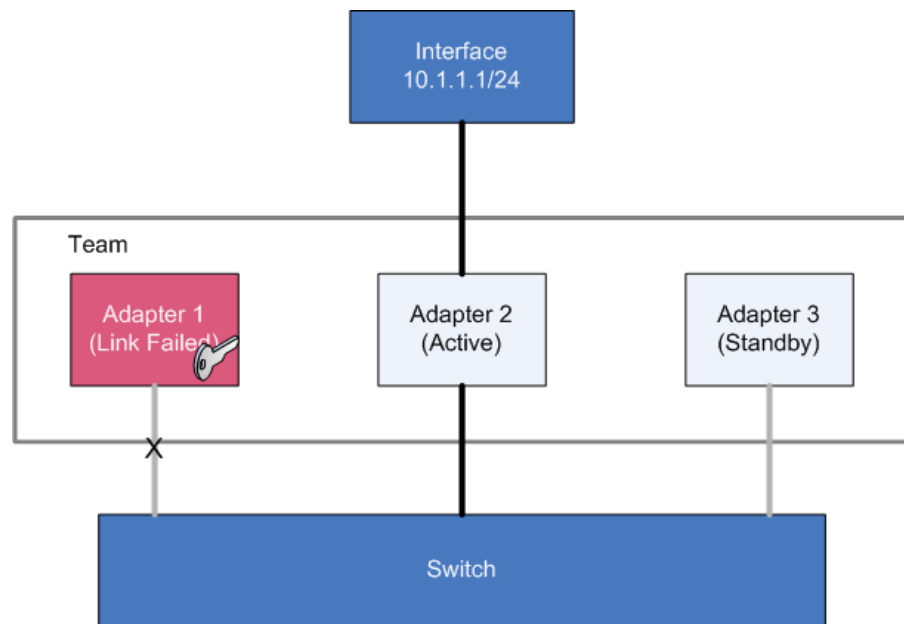 Interface
10.1.1.1/24
Team
Adapter 1
(Link Failed)
Adapter 2
(Active)
Adapter 3
(Standby)
X
Switch